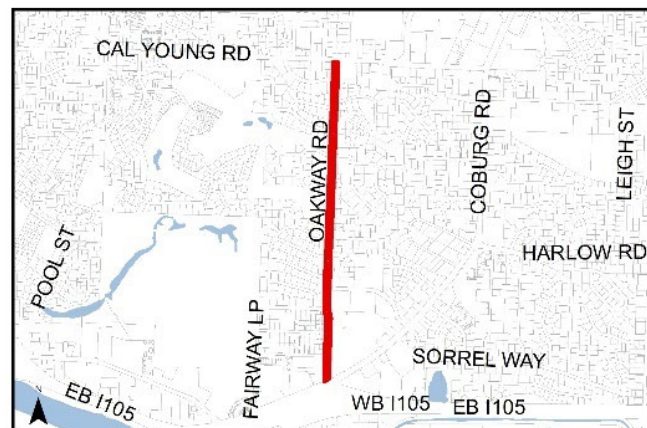 CAL YOUNG RD
OAKWAY RD
COBURG RD
LEIGH ST
POOL ST
HARLOW RD
FAIRWAY LP
SORREL WAY
EB I105
WB I105
EB I105